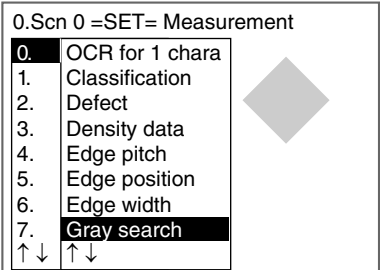 0.Scn 0 =SET= Measurement
0. OCR for 1 chara
1. Classification
2. Defect
3. Density data
4. Edge pitch
5. Edge position
6. Edge width
7. Gray search
↑↓ ↑↓